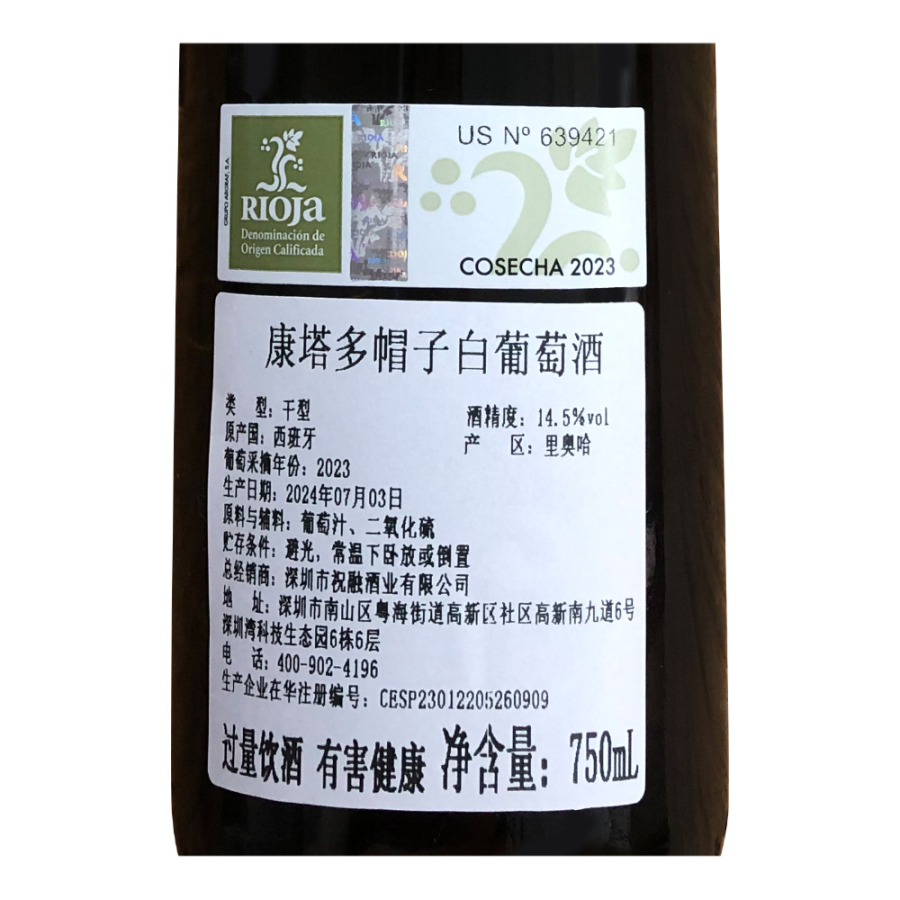 GRUPO ARGRAF, S.A.
RIOJA
Denominación de
Origen Calificada
US Nº 639421
COSECHA 2023
康塔多帽子白葡萄酒
类 型：干型
酒精度：14.5%vol
原产国：西班牙
产 区：里奥哈
葡萄采摘年份：2023
生产日期：2024年07月03日
原料与辅料：葡萄汁、二氧化硫
贮存条件：避光，常温下卧放或倒置
总经销商：深圳市祝融酒业有限公司
地 址：深圳市南山区粤海街道高新区社区高新南九道6号
深圳湾科技生态园6栋6层
电 话：400-902-4196
生产企业在华注册编号：CESP23012205260909
过量饮酒 有害健康 净含量：750mL